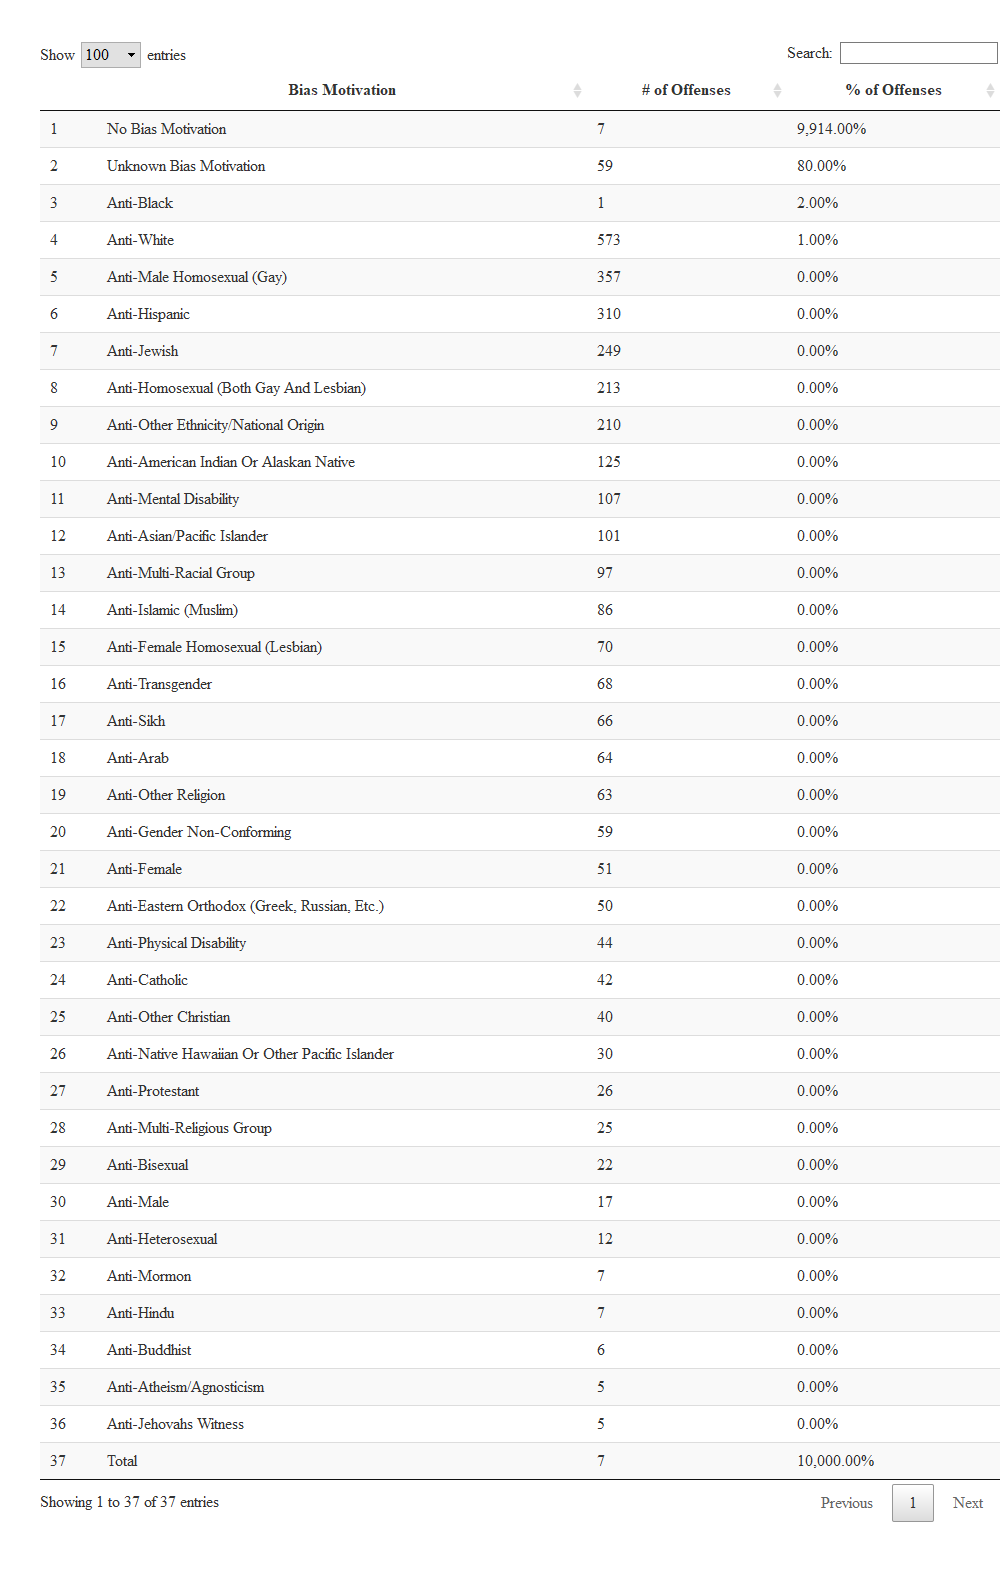 Show 100 entries Search:
Bias Motivation # of Offenses % of Offenses
1 No Bias Motivation 7 9,914.00%
2 Unknown Bias Motivation 59 80.00%
3 Anti-Black 1 2.00%
4 Anti-White 573 1.00%
5 Anti-Male Homosexual (Gay) 357 0.00%
6 Anti-Hispanic 310 0.00%
7 Anti-Jewish 249 0.00%
8 Anti-Homosexual (Both Gay And Lesbian) 213 0.00%
9 Anti-Other Ethnicity/National Origin 210 0.00%
10 Anti-American Indian Or Alaskan Native 125 0.00%
11 Anti-Mental Disability 107 0.00%
12 Anti-Asian/Pacific Islander 101 0.00%
13 Anti-Multi-Racial Group 97 0.00%
14 Anti-Islamic (Muslim) 86 0.00%
15 Anti-Female Homosexual (Lesbian) 70 0.00%
16 Anti-Transgender 68 0.00%
17 Anti-Sikh 66 0.00%
18 Anti-Arab 64 0.00%
19 Anti-Other Religion 63 0.00%
20 Anti-Gender Non-Conforming 59 0.00%
21 Anti-Female 51 0.00%
22 Anti-Eastern Orthodox (Greek, Russian, Etc.) 50 0.00%
23 Anti-Physical Disability 44 0.00%
24 Anti-Catholic 42 0.00%
25 Anti-Other Christian 40 0.00%
26 Anti-Native Hawaiian Or Other Pacific Islander 30 0.00%
27 Anti-Protestant 26 0.00%
28 Anti-Multi-Religious Group 25 0.00%
29 Anti-Bisexual 22 0.00%
30 Anti-Male 17 0.00%
31 Anti-Heterosexual 12 0.00%
32 Anti-Mormon 7 0.00%
33 Anti-Hindu 7 0.00%
34 Anti-Buddhist 6 0.00%
35 Anti-Atheism/Agnosticism 5 0.00%
36 Anti-Jehovahs Witness 5 0.00%
37 Total 7 10,000.00%
Showing 1 to 37 of 37 entries Previous 1 Next